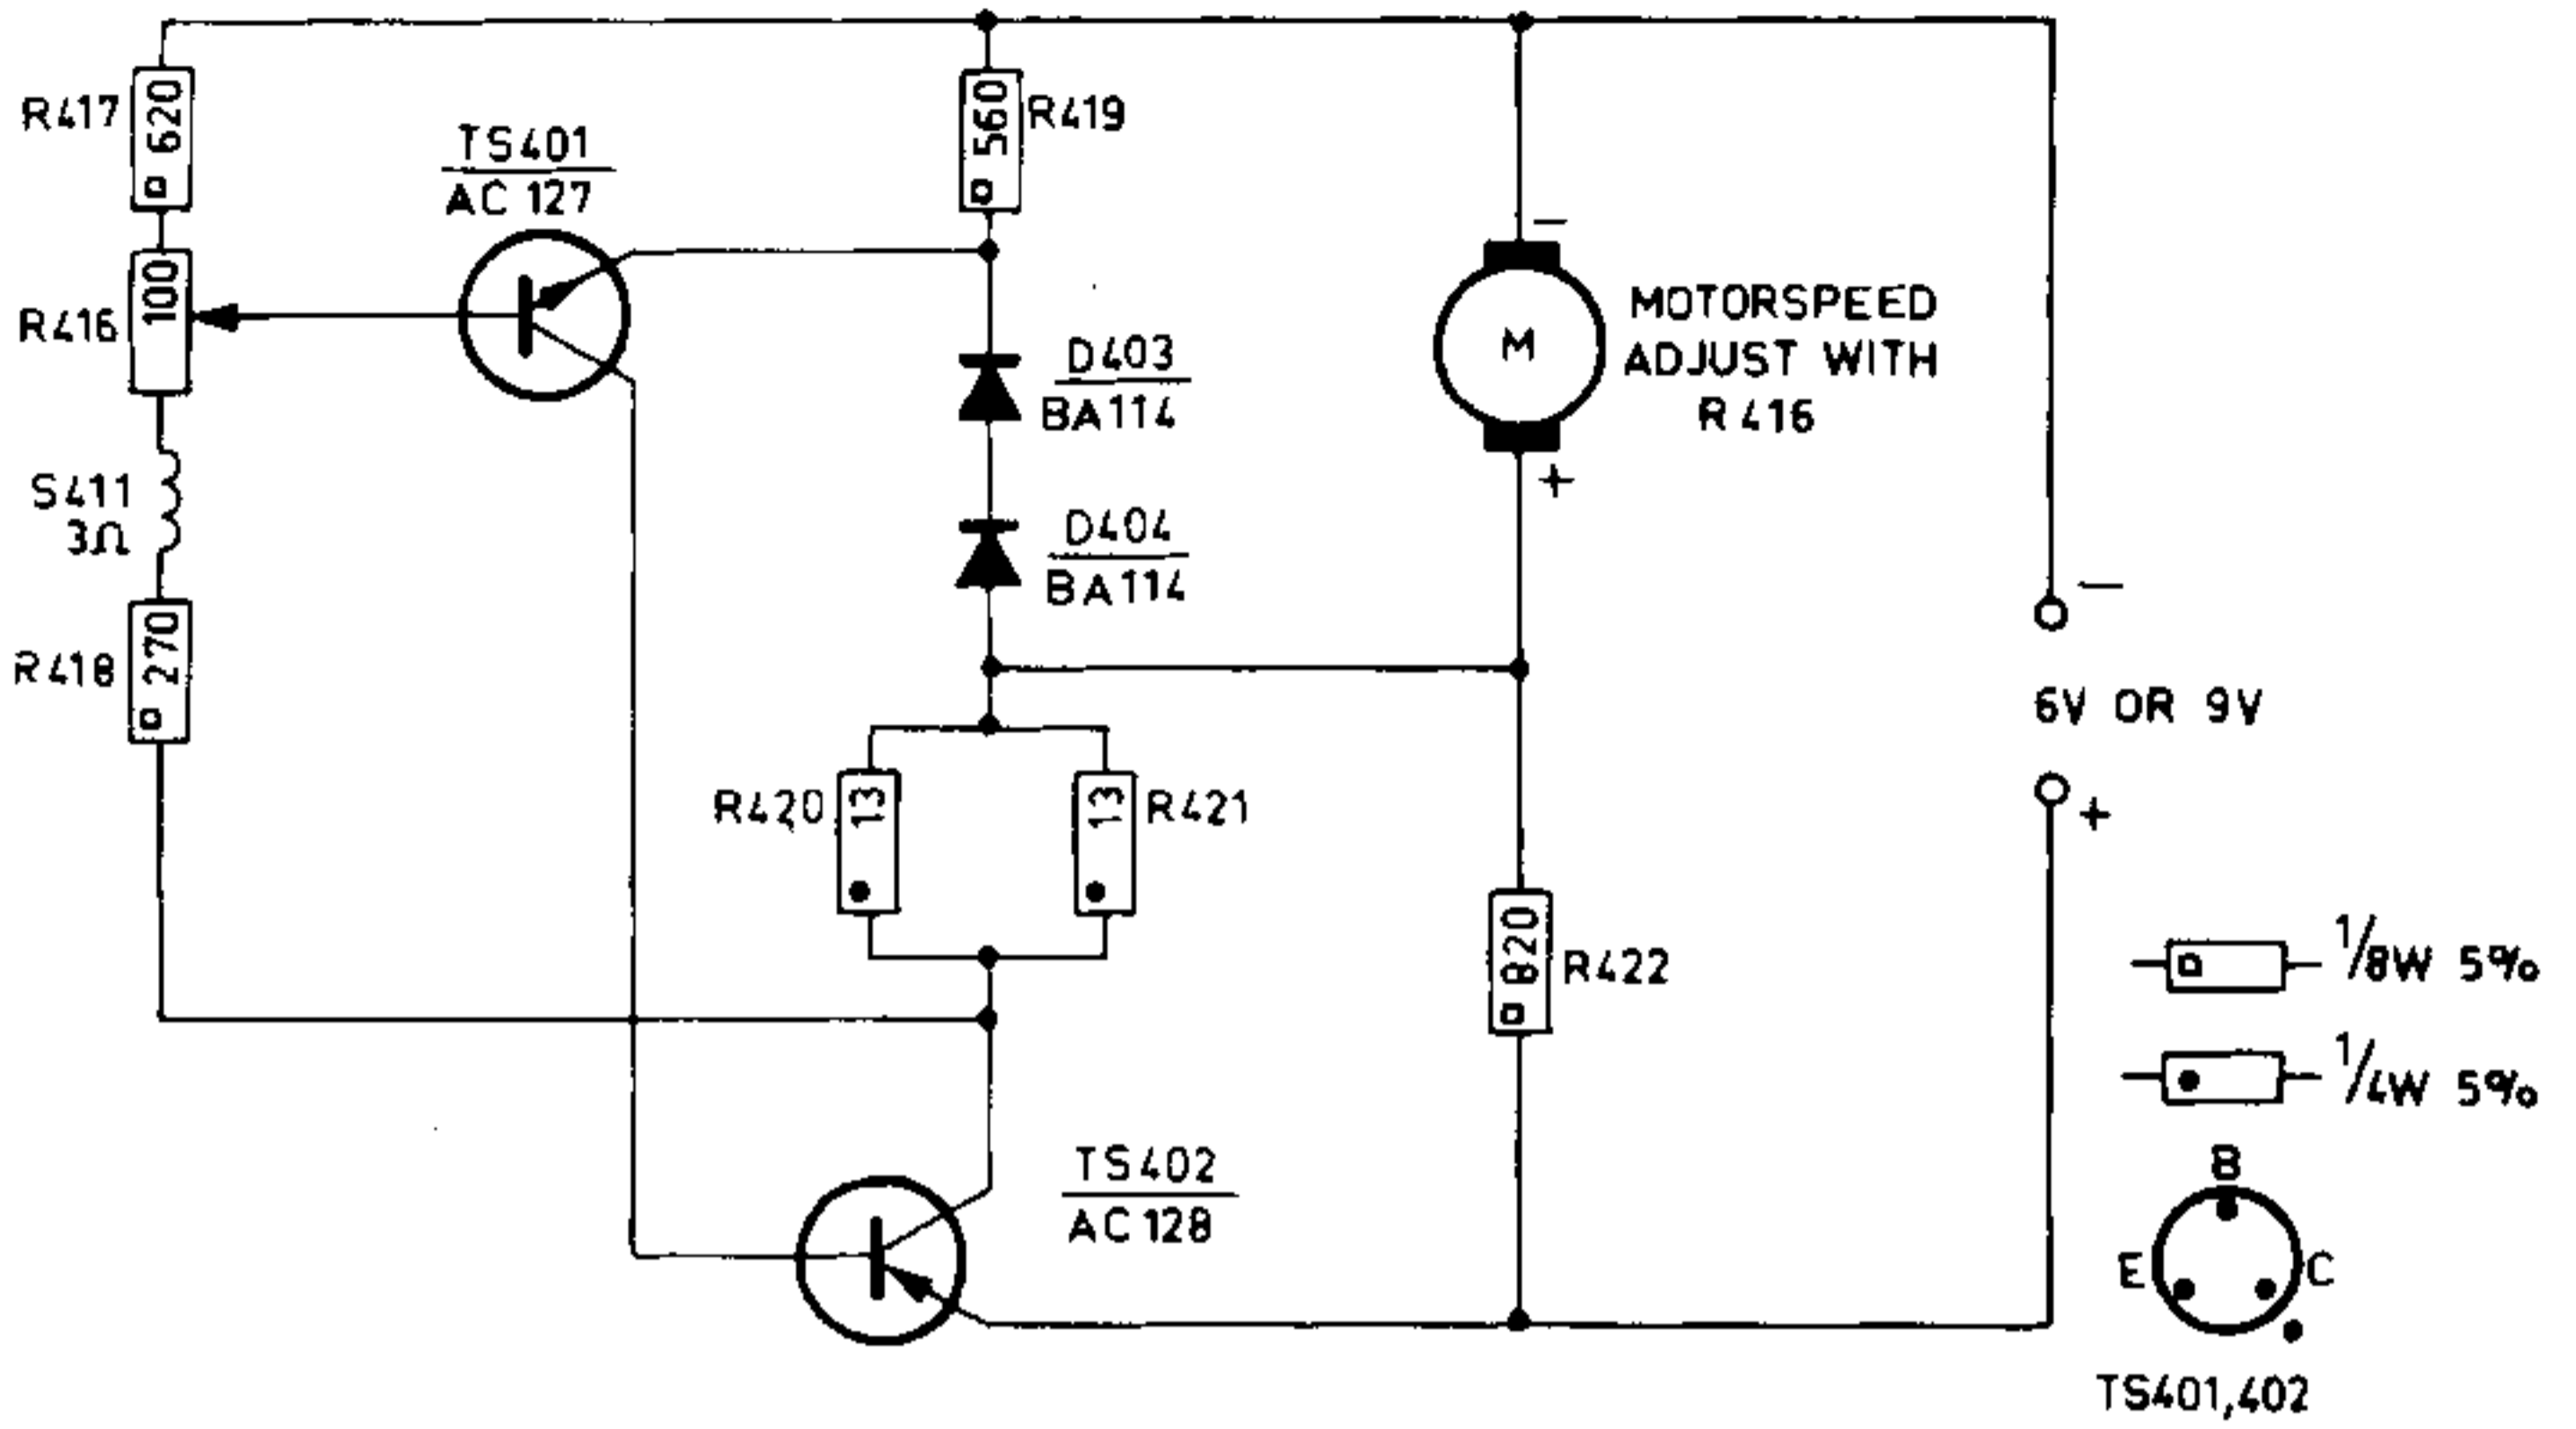 R417
620
TS401
AC 127
560
R419
R416
100
MOTORSPEED
ADJUST WITH
R 416
M
−
+
D403
BA114
S411
3Ω
D404
BA114
R418
270
−
6V OR 9V
+
R420
13
13
R421
820
R422
1/8W 5%
1/4W 5%
TS402
AC 128
B
E
C
TS401,402